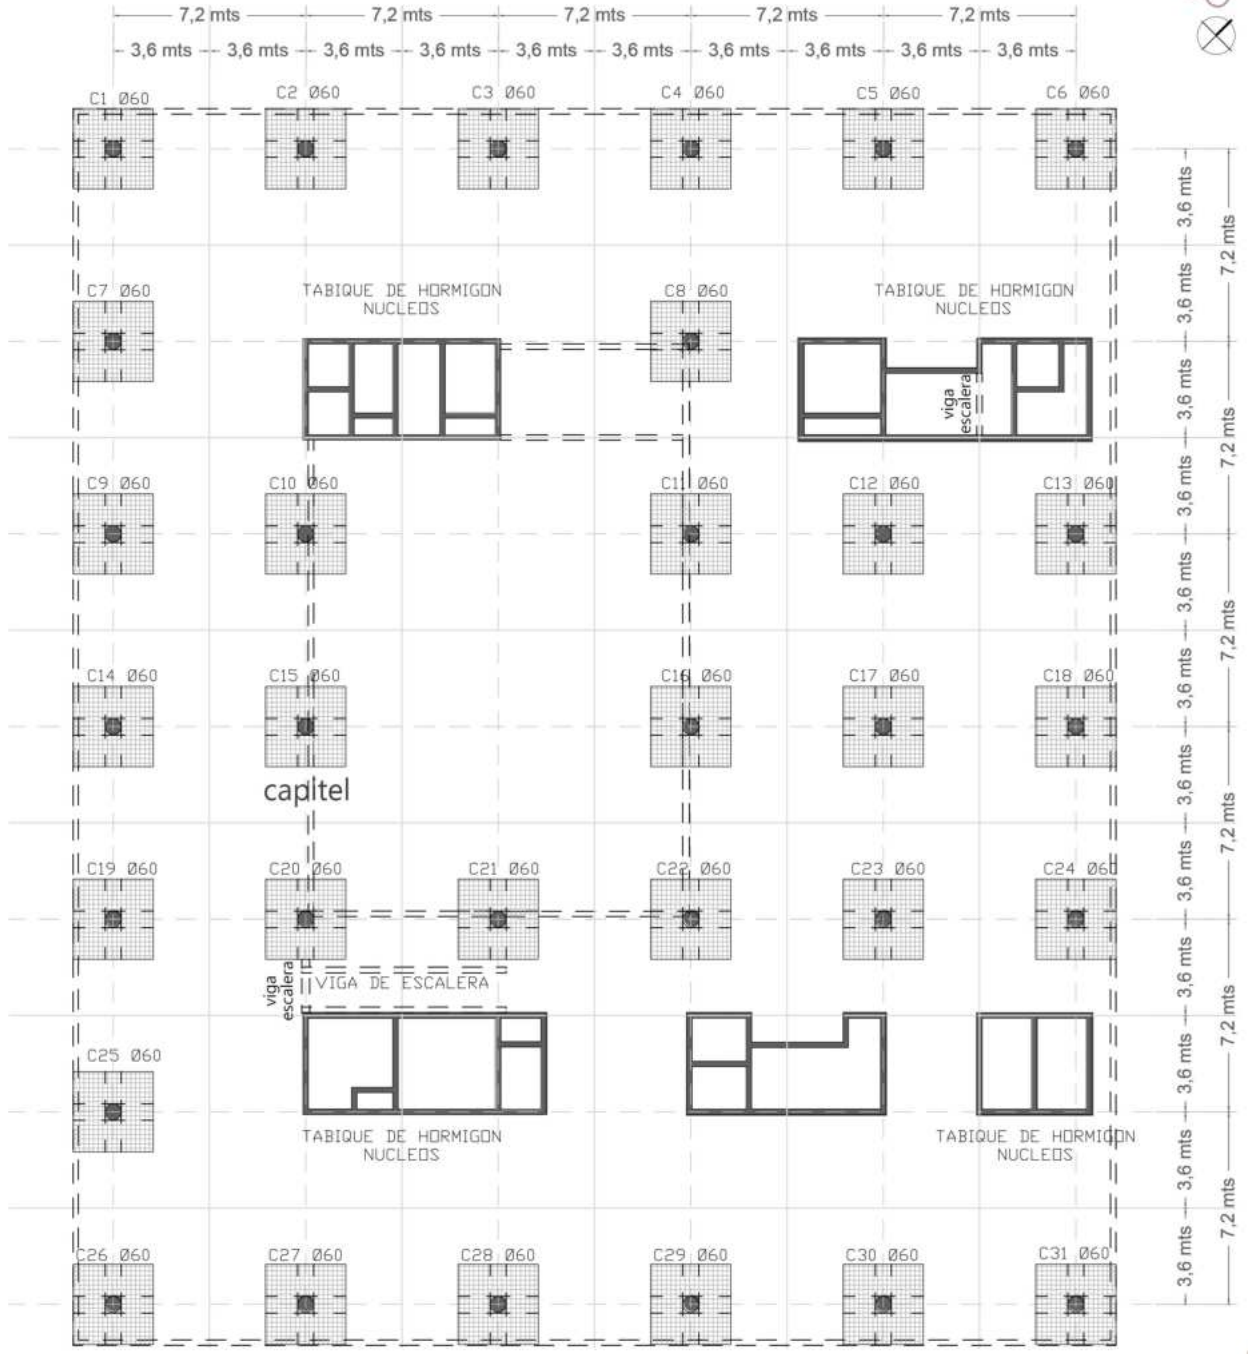 7,2 mts 7,2 mts 7,2 mts 7,2 mts 7,2 mts
3,6 mts 3,6 mts 3,6 mts 3,6 mts 3,6 mts 3,6 mts 3,6 mts 3,6 mts 3,6 mts 3,6 mts
C1 Ø60 C2 Ø60 C3 Ø60 C4 Ø60 C5 Ø60 C6 Ø60
3,6 mts
7,2 mts
3,6 mts
C7 Ø60
TABIQUE DE HORMIGON
NUCLEOS
C8 Ø60
TABIQUE DE HORMIGON
NUCLEOS
viga
escalera
3,6 mts
7,2 mts
3,6 mts
C9 Ø60 C10 Ø60 C11 Ø60 C12 Ø60 C13 Ø60
3,6 mts
7,2 mts
3,6 mts
C14 Ø60 C15 Ø60 C16 Ø60 C17 Ø60 C18 Ø60
capitel
3,6 mts
7,2 mts
3,6 mts
C19 Ø60 C20 Ø60 C21 Ø60 C22 Ø60 C23 Ø60 C24 Ø60
viga
escalera
VIGA DE ESCALERA
3,6 mts
7,2 mts
3,6 mts
C25 Ø60
TABIQUE DE HORMIGON
NUCLEOS
TABIQUE DE HORMIGON
NUCLEOS
3,6 mts
7,2 mts
3,6 mts
C26 Ø60 C27 Ø60 C28 Ø60 C29 Ø60 C30 Ø60 C31 Ø60